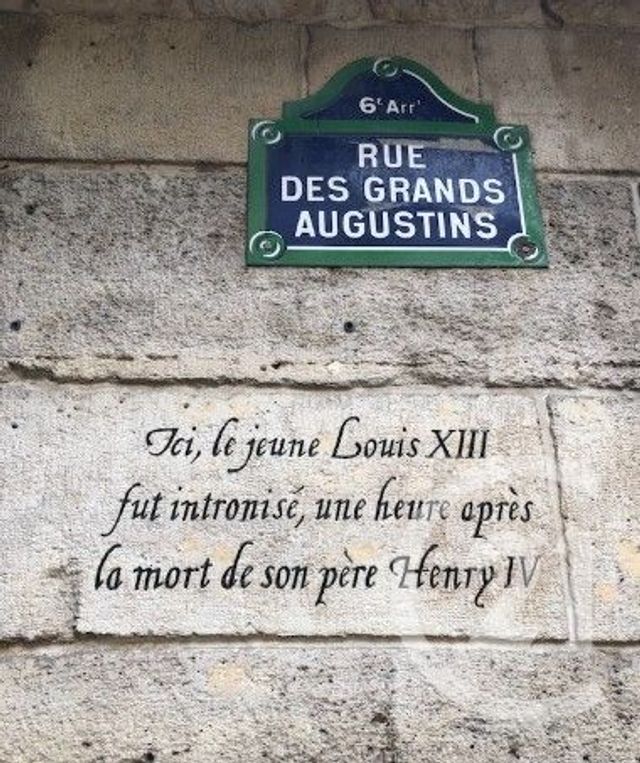 6e Arrt
RUE
DES GRANDS
AUGUSTINS
Ici, le jeune Louis XIII
fut intronisé, une heure après
la mort de son père Henry IV